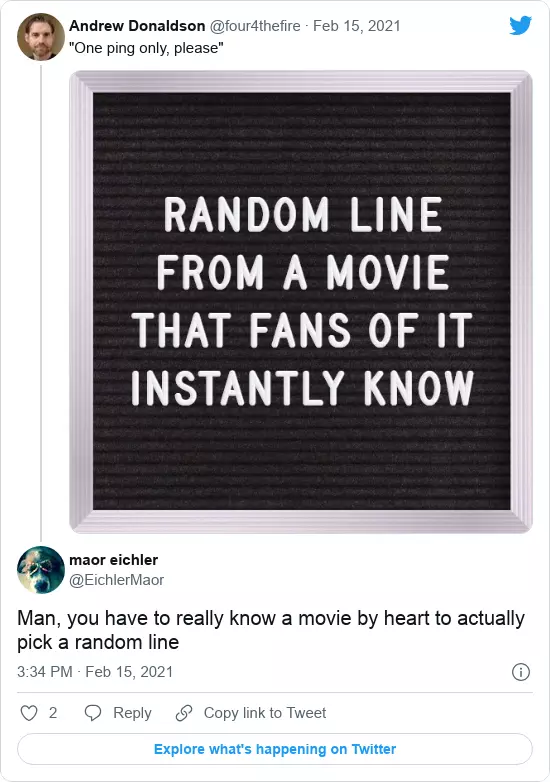 Andrew Donaldson @four4thefire · Feb 15, 2021
"One ping only, please"
RANDOM LINE
FROM A MOVIE
THAT FANS OF IT
INSTANTLY KNOW
maor eichler
@EichlerMaor
Man, you have to really know a movie by heart to actually
pick a random line
3:34 PM · Feb 15, 2021
2 Reply Copy link to Tweet
Explore what's happening on Twitter